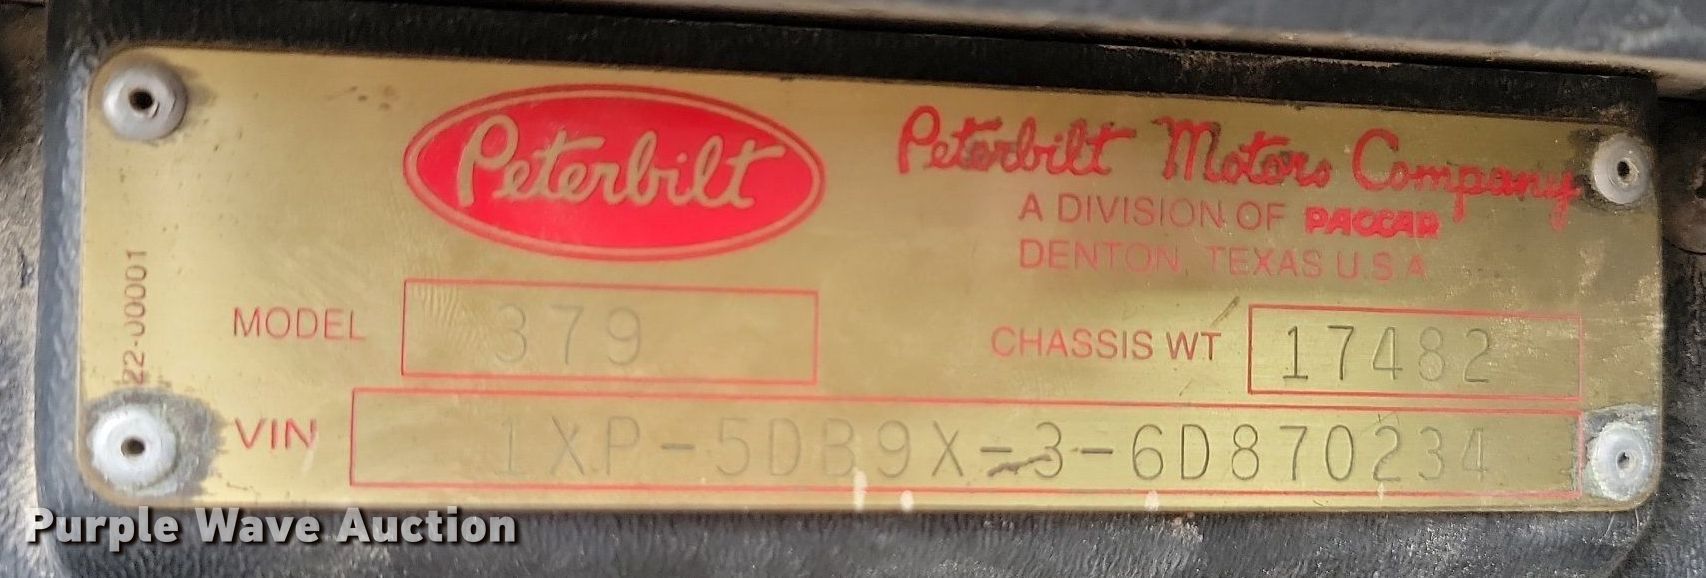 Peterbilt
Peterbilt Motors Company
A DIVISION OF PACCAR
DENTON, TEXAS U.S.A.
22-00001
MODEL 379
CHASSIS WT 17482
VIN 1XP-5DB9X-3-6D870234
Purple Wave Auction